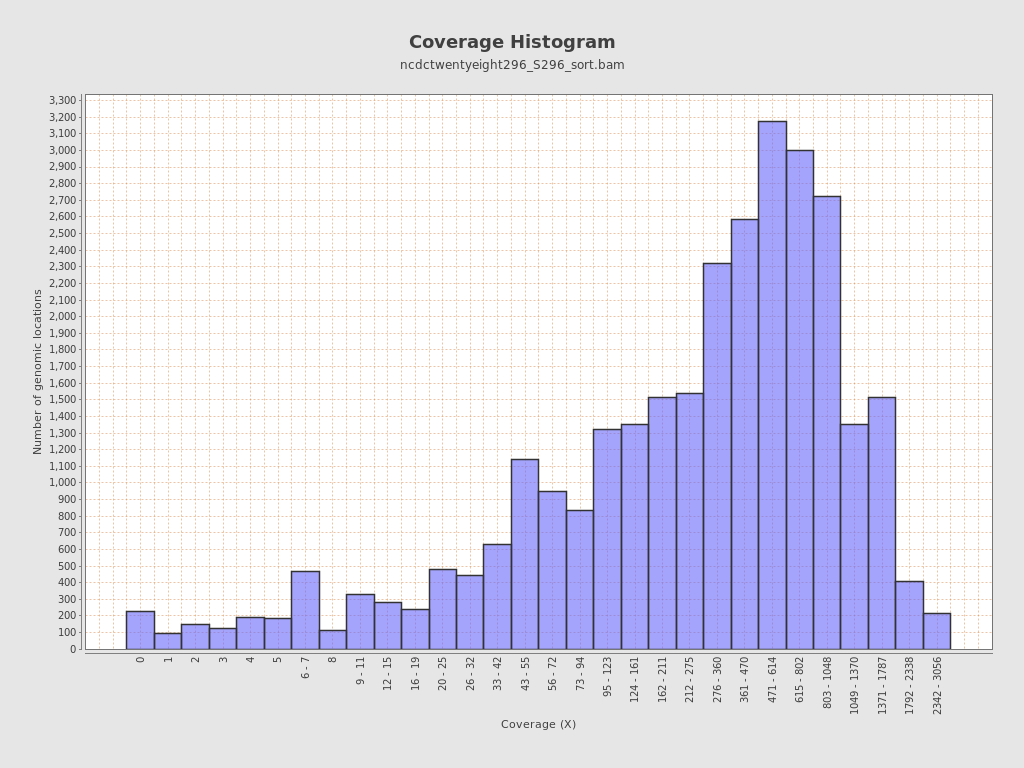 Coverage Histogram
ncdctwentyeight296_S296_sort.bam
Number of genomic locations
3,300
3,200
3,100
3,000
2,900
2,800
2,700
2,600
2,500
2,400
2,300
2,200
2,100
2,000
1,900
1,800
1,700
1,600
1,500
1,400
1,300
1,200
1,100
1,000
900
800
700
600
500
400
300
200
100
0
0
1
2
3
4
5
6 - 7
8
9 - 11
12 - 15
16 - 19
20 - 25
26 - 32
33 - 42
43 - 55
56 - 72
73 - 94
95 - 123
124 - 161
162 - 211
212 - 275
276 - 360
361 - 470
471 - 614
615 - 802
803 - 1048
1049 - 1370
1371 - 1787
1792 - 2338
2342 - 3056
Coverage (X)